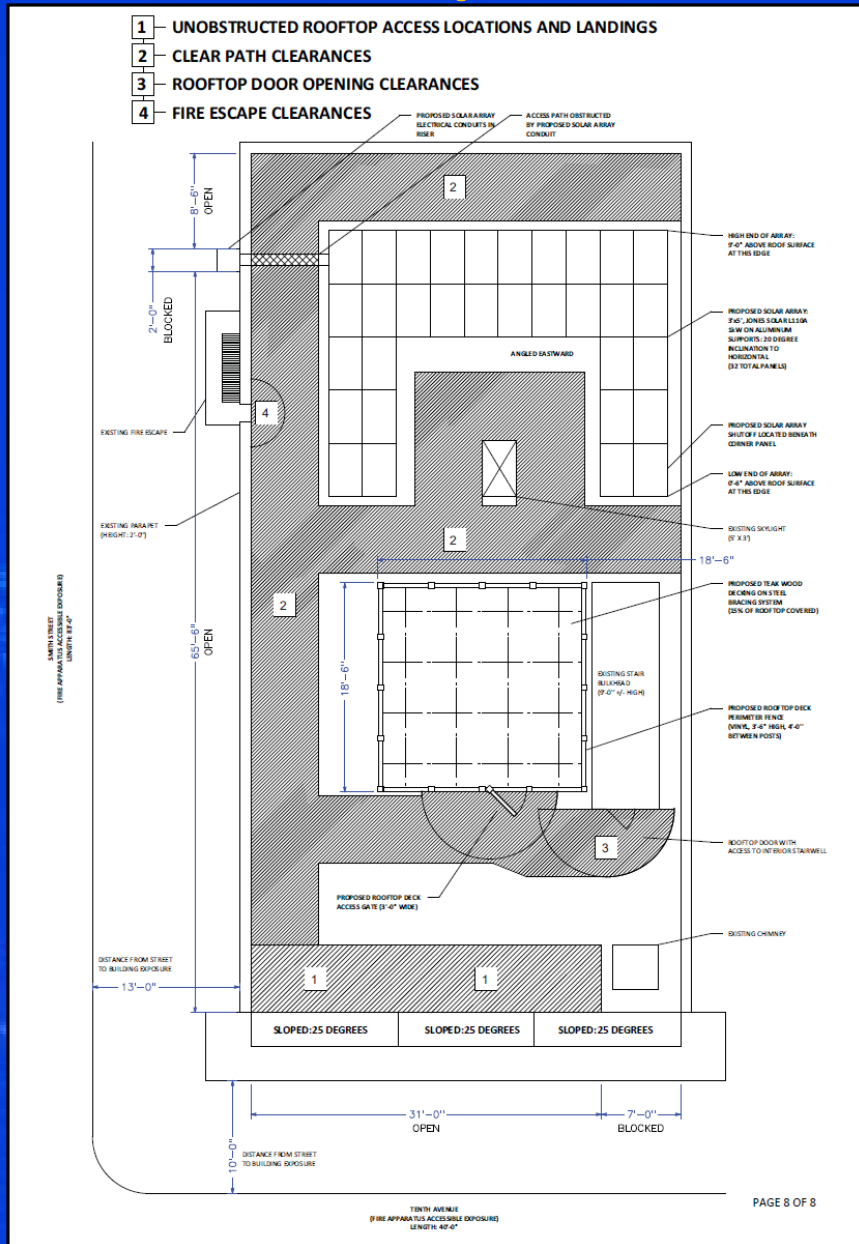 1 UNOBSTRUCTED ROOFTOP ACCESS LOCATIONS AND LANDINGS
2 CLEAR PATH CLEARANCES
3 ROOFTOP DOOR OPENING CLEARANCES
4 FIRE ESCAPE CLEARANCES
PROPOSED SOLAR ARRAY
ELECTRICAL CONDUITS IN
RISER
ACCESS PATH OBSTRUCTED
BY PROPOSED SOLAR ARRAY
CONDUIT
8'-6"
OPEN
2
HIGH END OF ARRAY:
9'-0" ABOVE ROOF SURFACE
AT THIS EDGE
2'-0"
BLOCKED
PROPOSED SOLAR ARRAY:
3'x5', JONES SOLAR L110A
ON ALUMINUM
SUPPORTS: 20 DEGREE
INCLINATION TO
HORIZONTAL
(32 TOTAL PANELS)
ANGLED EASTWARD
4
EXISTING FIRE ESCAPE
PROPOSED SOLAR ARRAY
SHUTOFF LOCATED BENEATH
CORNER PANEL
LOW END OF ARRAY:
0'-6" ABOVE ROOF SURFACE
AT THIS EDGE
EXISTING PARAPET
(HEIGHT: 2'-0")
EXISTING SKYLIGHT
(5' X 3')
2
18'-6"
PROPOSED TEAK WOOD
DECKING ON STEEL
BRACING SYSTEM
(15% OF ROOFTOP COVERED)
2
SMITH STREET
(FIRE APPARATUS ACCESSIBLE EXPOSURE)
LENGTH: 83'-0"
65'-6"
OPEN
18'-6"
EXISTING STAIR
BULKHEAD
(9'-0" +/- HIGH)
PROPOSED ROOFTOP DECK
PERIMETER FENCE
(VINYL, 3'-6" HIGH, 4'-0"
BETWEEN POSTS)
3
ROOFTOP DOOR WITH
ACCESS TO INTERIOR STAIRWELL
PROPOSED ROOFTOP DECK
ACCESS GATE (3'-0" WIDE)
EXISTING CHIMNEY
DISTANCE FROM STREET
TO BUILDING EXPOSURE
13'-0"
1
1
SLOPED:25 DEGREES
SLOPED:25 DEGREES
SLOPED:25 DEGREES
31'-0"
OPEN
7'-0"
BLOCKED
10'-0"
DISTANCE FROM STREET
TO BUILDING EXPOSURE
PAGE 8 OF 8
TENTH AVENUE
(FIRE APPARATUS ACCESSIBLE EXPOSURE)
LENGTH: 40'-0"